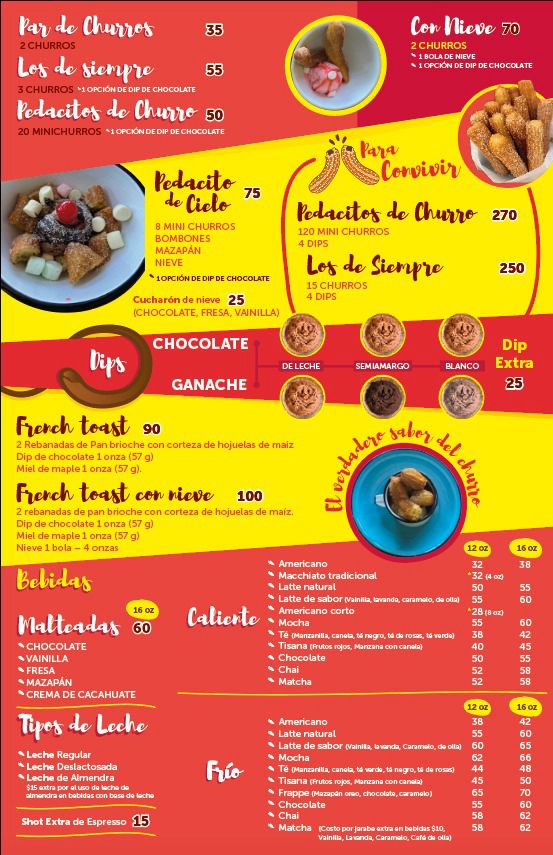 Par de Churros 35
2 CHURROS
Los de siempre 55
3 CHURROS 1 OPCIÓN DE DIP DE CHOCOLATE
Pedacitos de Churro 50
20 MINICHURROS 1 OPCIÓN DE DIP DE CHOCOLATE
Con Nieve 70
2 CHURROS
1 BOLA DE NIEVE
1 OPCIÓN DE DIP DE CHOCOLATE
Pedacito de Cielo 75
8 MINI CHURROS
BOMBONES
MAZAPÁN
NIEVE
1 OPCIÓN DE DIP DE CHOCOLATE
Cucharón de nieve 25
(CHOCOLATE, FRESA, VAINILLA)
Para
Convivir
Pedacitos de Churro 270
120 MINI CHURROS
4 DIPS
Los de Siempre 250
15 CHURROS
4 DIPS
Dips
CHOCOLATE
GANACHE
DE LECHE SEMIAMARGO BLANCO
Dip
Extra
25
French toast 90
2 Rebanadas de Pan brioche con corteza de hojuelas de maíz
Dip de chocolate 1 onza (57 g)
Miel de maple 1 onza (57 g).
French toast con nieve 100
2 rebanadas de pan brioche con corteza de hojuelas de maíz.
Dip de chocolate 1 onza (57 g)
Miel de maple 1 onza (57 g)
Nieve 1 bola – 4 onzas
El verdadero sabor del churro
Bebidas
16 oz
Malteadas 60
CHOCOLATE
VAINILLA
FRESA
MAZAPÁN
CREMA DE CACAHUATE
Tipos de Leche
Leche Regular
Leche Deslactosada
Leche de Almendra
$15 extra por el uso de leche de
almendra en bebidas con base de leche
Shot Extra de Espresso 15
Caliente
12 oz 16 oz
Americano 32 38
Macchiato tradicional *32 (4 oz)
Latte natural 50 55
Latte de sabor (Vainilla, lavanda, caramelo, de olla) 55 60
Americano corto *28 (8 oz)
Mocha 55 60
Té (Manzanilla, canela, té negro, té de rosas, té verde) 38 42
Tisana (Frutos rojos, Manzana con canela) 40 45
Chocolate 50 55
Chai 52 58
Matcha 52 58
Frío
12 oz 16 oz
Americano 38 42
Latte natural 55 60
Latte de sabor (Vainilla, lavanda, Caramelo, de olla) 60 65
Mocha 62 66
Té (Manzanilla, canela, té verde, té negro, té de rosas) 44 48
Tisana (Frutos rojos, Manzana con canela) 45 50
Frappe (Mazapán oreo, chocolate, caramelo) 65 70
Chocolate 55 60
Chai 58 62
Matcha (Costo por jarabe extra en bebidas $10, 58 62
Vainilla, Lavanda, Caramelo, Café de olla)